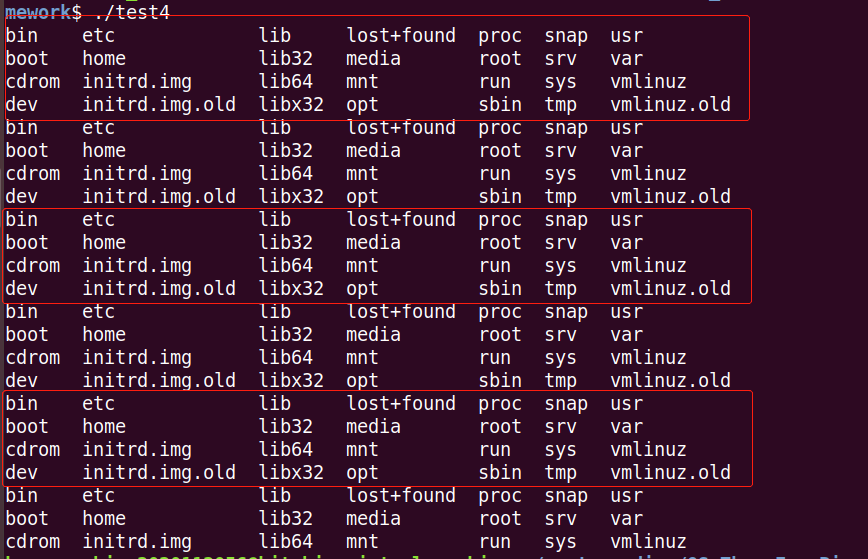 mework$ ./test4
bin etc lib lost+found proc snap usr
boot home lib32 media root srv var
cdrom initrd.img lib64 mnt run sys vmlinuz
dev initrd.img.old libx32 opt sbin tmp vmlinuz.old
bin etc lib lost+found proc snap usr
boot home lib32 media root srv var
cdrom initrd.img lib64 mnt run sys vmlinuz
dev initrd.img.old libx32 opt sbin tmp vmlinuz.old
bin etc lib lost+found proc snap usr
boot home lib32 media root srv var
cdrom initrd.img lib64 mnt run sys vmlinuz
dev initrd.img.old libx32 opt sbin tmp vmlinuz.old
bin etc lib lost+found proc snap usr
boot home lib32 media root srv var
cdrom initrd.img lib64 mnt run sys vmlinuz
dev initrd.img.old libx32 opt sbin tmp vmlinuz.old
bin etc lib lost+found proc snap usr
boot home lib32 media root srv var
cdrom initrd.img lib64 mnt run sys vmlinuz
dev initrd.img.old libx32 opt sbin tmp vmlinuz.old
bin etc lib lost+found proc snap usr
boot home lib32 media root srv var
cdrom initrd.img lib64 mnt run sys vmlinuz